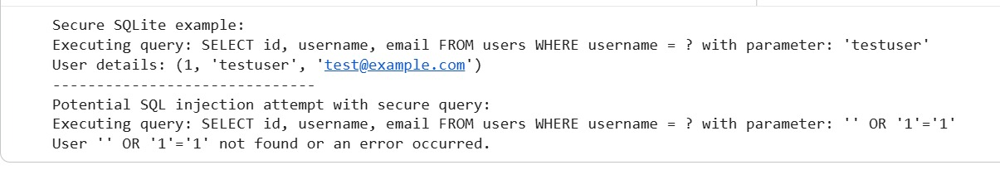 Secure SQLite example:
Executing query: SELECT id, username, email FROM users WHERE username = ? with parameter: 'testuser'
User details: (1, 'testuser', 'test@example.com')
------------------------------
Potential SQL injection attempt with secure query:
Executing query: SELECT id, username, email FROM users WHERE username = ? with parameter: '' OR '1'='1'
User '' OR '1'='1' not found or an error occurred.